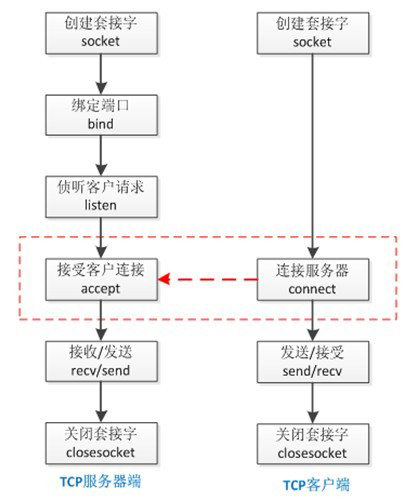 创建套接字
socket
绑定端口
bind
侦听客户请求
listen
接受客户连接
accept
接收/发送
recv/send
关闭套接字
closesocket
TCP服务器端
创建套接字
socket
连接服务器
connect
发送/接受
send/recv
关闭套接字
closesocket
TCP客户端